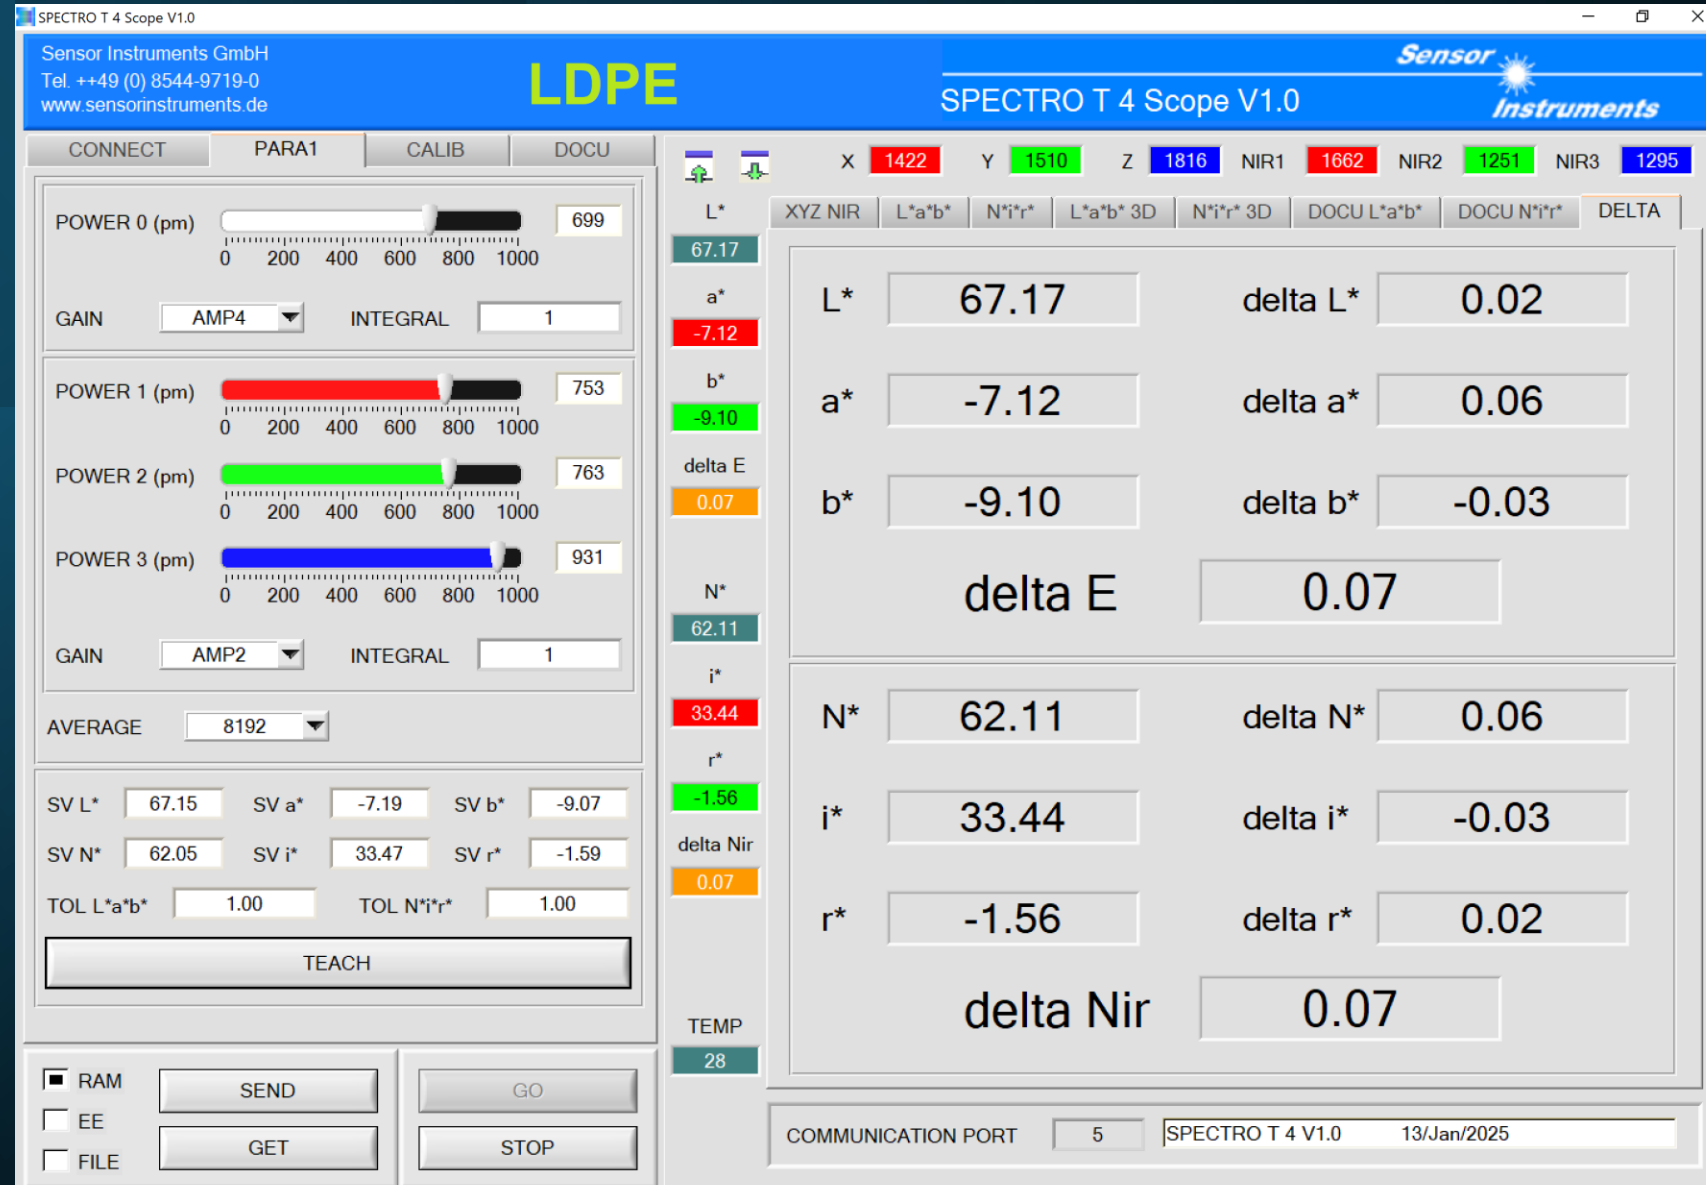 SPECTRO T 4 Scope V1.0
Sensor Instruments GmbH
Tel. ++49 (0) 8544-9719-0
www.sensorinstruments.de
LDPE
SPECTRO T 4 Scope V1.0
Sensor
Instruments
CONNECT PARA1 CALIB DOCU
POWER 0 (pm) 699
0 200 400 600 800 1000
GAIN AMP4 INTEGRAL 1
POWER 1 (pm) 753
0 200 400 600 800 1000
POWER 2 (pm) 763
0 200 400 600 800 1000
POWER 3 (pm) 931
0 200 400 600 800 1000
GAIN AMP2 INTEGRAL 1
AVERAGE 8192
SV L* 67.15 SV a* -7.19 SV b* -9.07
SV N* 62.05 SV i* 33.47 SV r* -1.59
TOL L*a*b* 1.00 TOL N*i*r* 1.00
TEACH
RAM
EE
FILE
SEND
GET
GO
STOP
X 1422 Y 1510 Z 1816 NIR1 1662 NIR2 1251 NIR3 1295
L*
67.17
a*
-7.12
b*
-9.10
delta E
0.07
N*
62.11
i*
33.44
r*
-1.56
delta Nir
0.07
TEMP
28
XYZ NIR L*a*b* N*i*r* L*a*b* 3D N*i*r* 3D DOCU L*a*b* DOCU N*i*r* DELTA
L* 67.17 delta L* 0.02
a* -7.12 delta a* 0.06
b* -9.10 delta b* -0.03
delta E 0.07
N* 62.11 delta N* 0.06
i* 33.44 delta i* -0.03
r* -1.56 delta r* 0.02
delta Nir 0.07
COMMUNICATION PORT 5 SPECTRO T 4 V1.0 13/Jan/2025